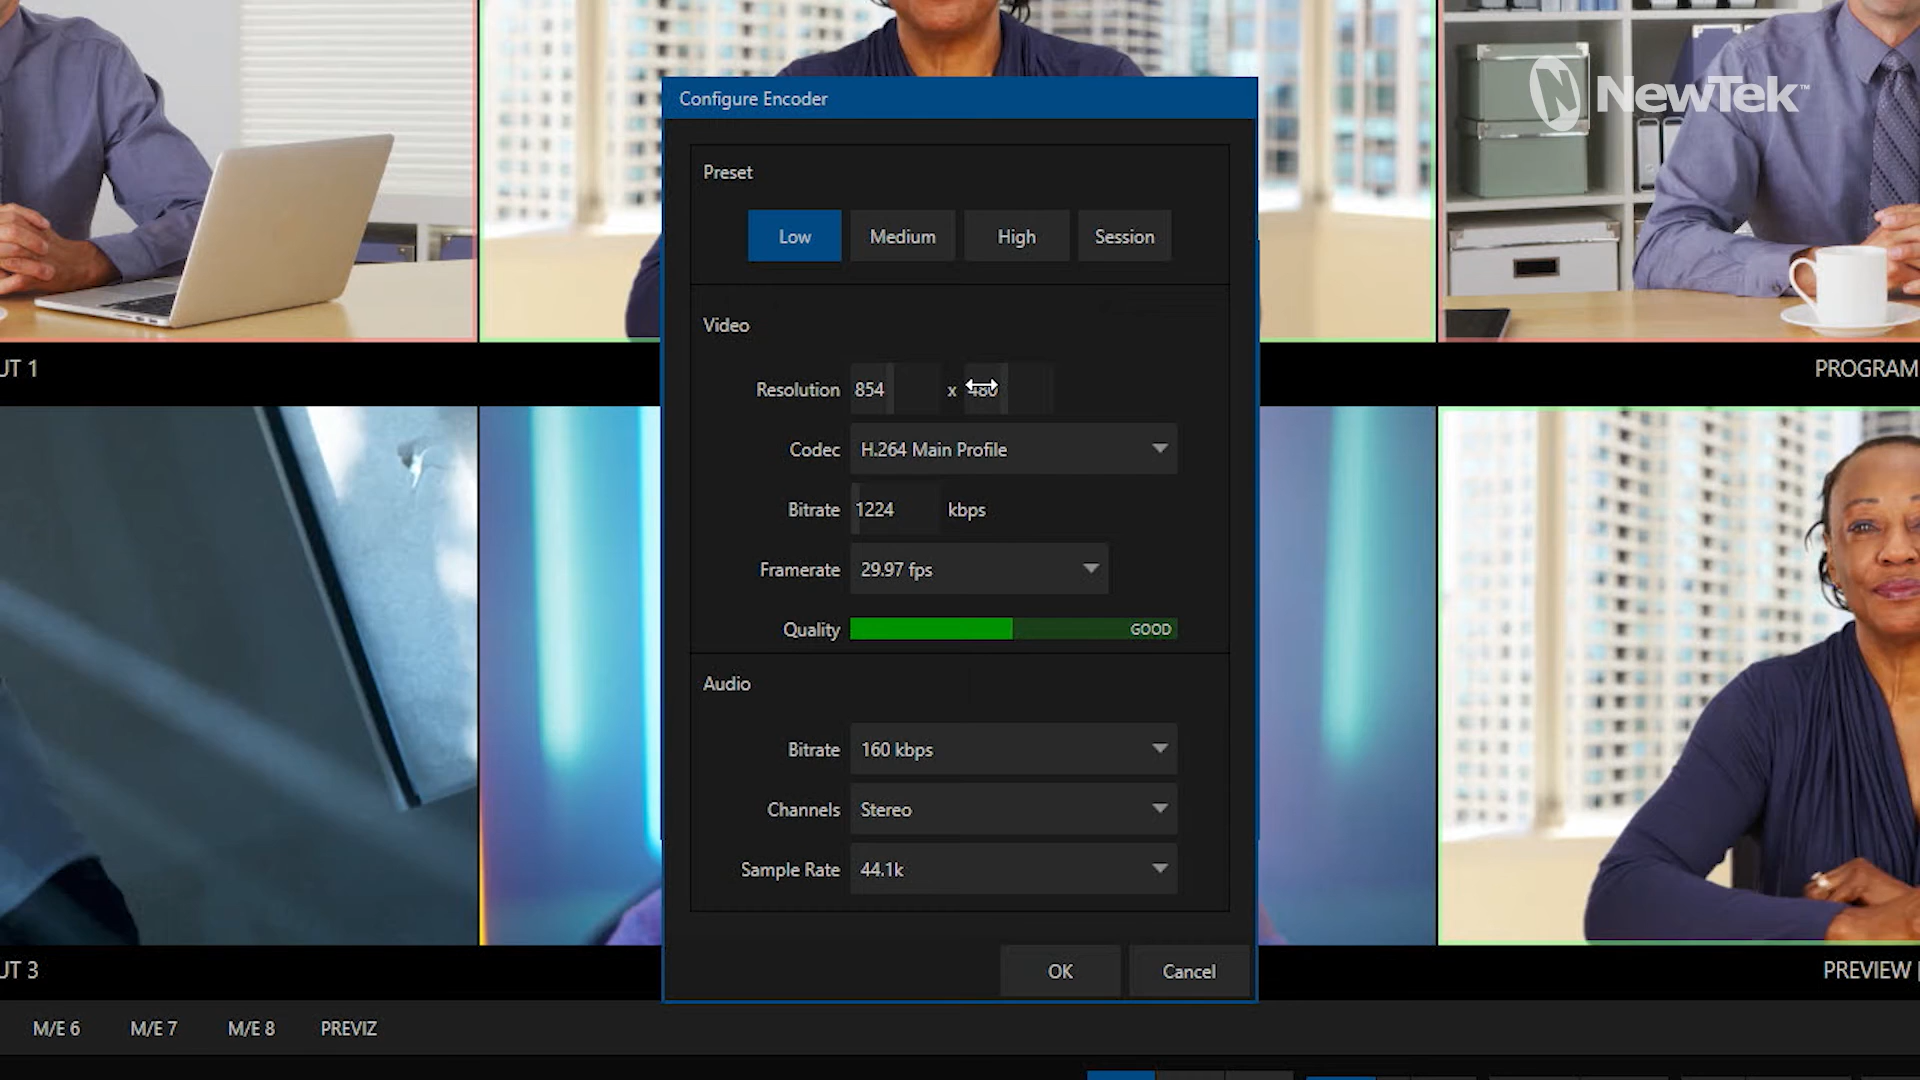 NewTek™
Configure Encoder
Preset
Low Medium High Session
Video
Resolution 854 x 480
Codec H.264 Main Profile
Bitrate 1224 kbps
Framerate 29.97 fps
Quality GOOD
Audio
Bitrate 160 kbps
Channels Stereo
Sample Rate 44.1k
OK Cancel
UT 1
PROGRAM
UT 3
PREVIEW
M/E 6 M/E 7 M/E 8 PREVIZ